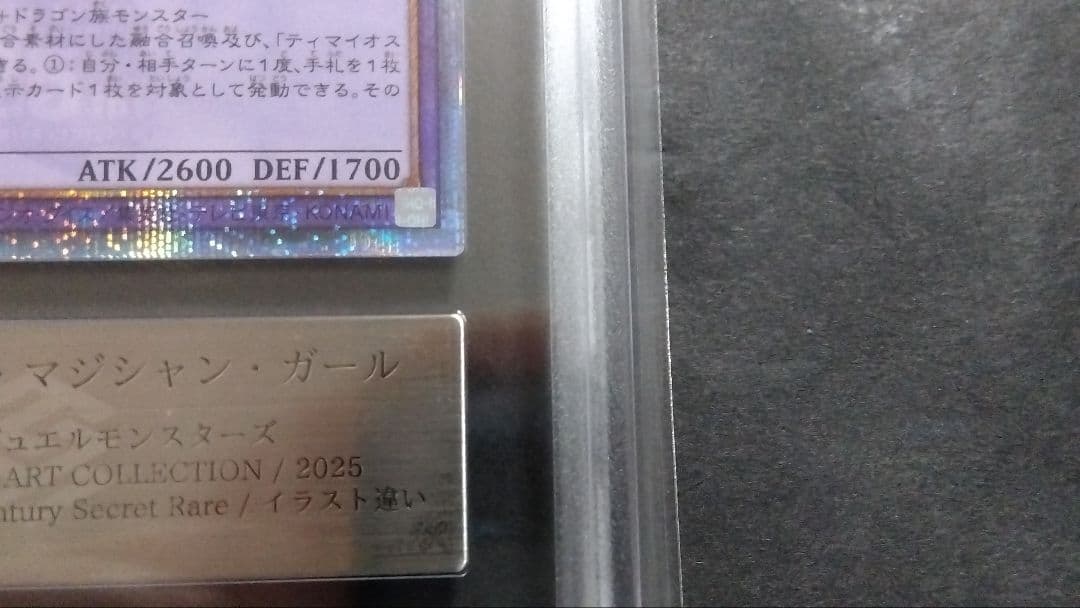 ＋ドラゴン族モンスター
合素材にした融合召喚及び、「ティマイオス
きる。①：自分・相手ターンに1度、手札を1枚
示カード1枚を対象として発動できる。その
ATK/2600 DEF/1700
KONAMI
・マジシャン・ガール
デュエルモンスターズ
ART COLLECTION / 2025
ntury Secret Rare / イラスト違い